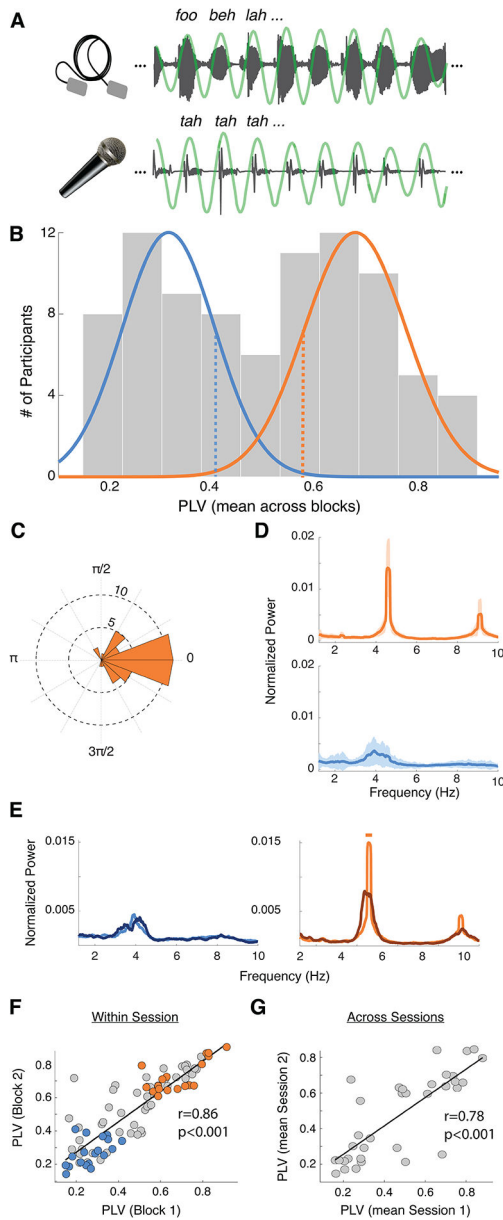 A
foo beh lah ...
... ...
tah tah tah ...
... ...
B
12
8
4
0
# of Participants
0.2 0.4 0.6 0.8
PLV (mean across blocks)
C
π/2
10
5
π
0
3π/2
D
0.02
0.01
0
Normalized Power
2 4 6 8 10
0.02
0.01
0
2 4 6 8 10
Frequency (Hz)
E
Normalized Power
0.015
0.005
2 4 6 8 10
0.015
0.005
2 4 6 8 10
Frequency (Hz)
F
Within Session
PLV (Block 2)
0.8
0.6
0.4
0.2
r=0.86
p<0.001
0.2 0.4 0.6 0.8
PLV (Block 1)
G
Across Sessions
PLV (mean Session 2)
0.8
0.6
0.4
0.2
r=0.78
p<0.001
0.2 0.4 0.6 0.8
PLV (mean Session 1)